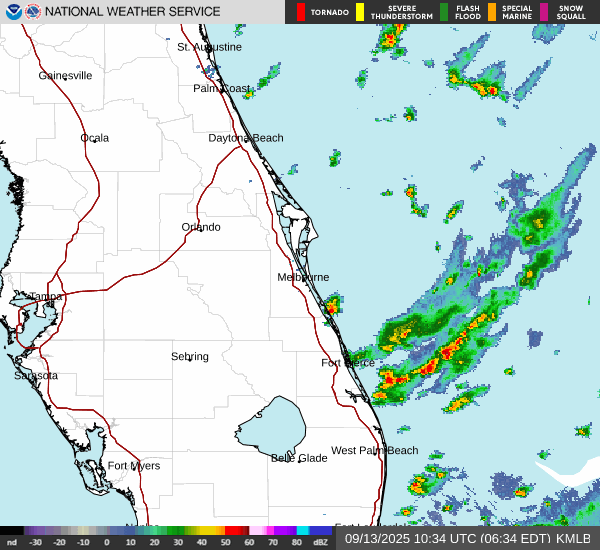 NATIONAL WEATHER SERVICE
TORNADO
SEVERE
THUNDERSTORM
FLASH
FLOOD
SPECIAL
MARINE
SNOW
SQUALL
St. Augustine
Gainesville
Palm Coast
Ocala
Daytona Beach
Orlando
Melbourne
Tampa
Sebring
Fort Pierce
Sarasota
West Palm Beach
Belle Glade
Fort Myers
nd -30 -20 -10 0 10 20 30 40 50 60 70 80 dBZ
09/13/2025 10:34 UTC (06:34 EDT) KMLB